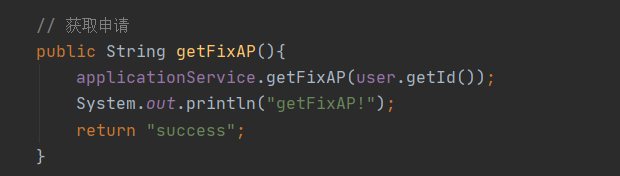 // 获取申请
public String getFixAP(){
applicationService.getFixAP(user.getId());
System.out.println("getFixAP!");
return "success";
}